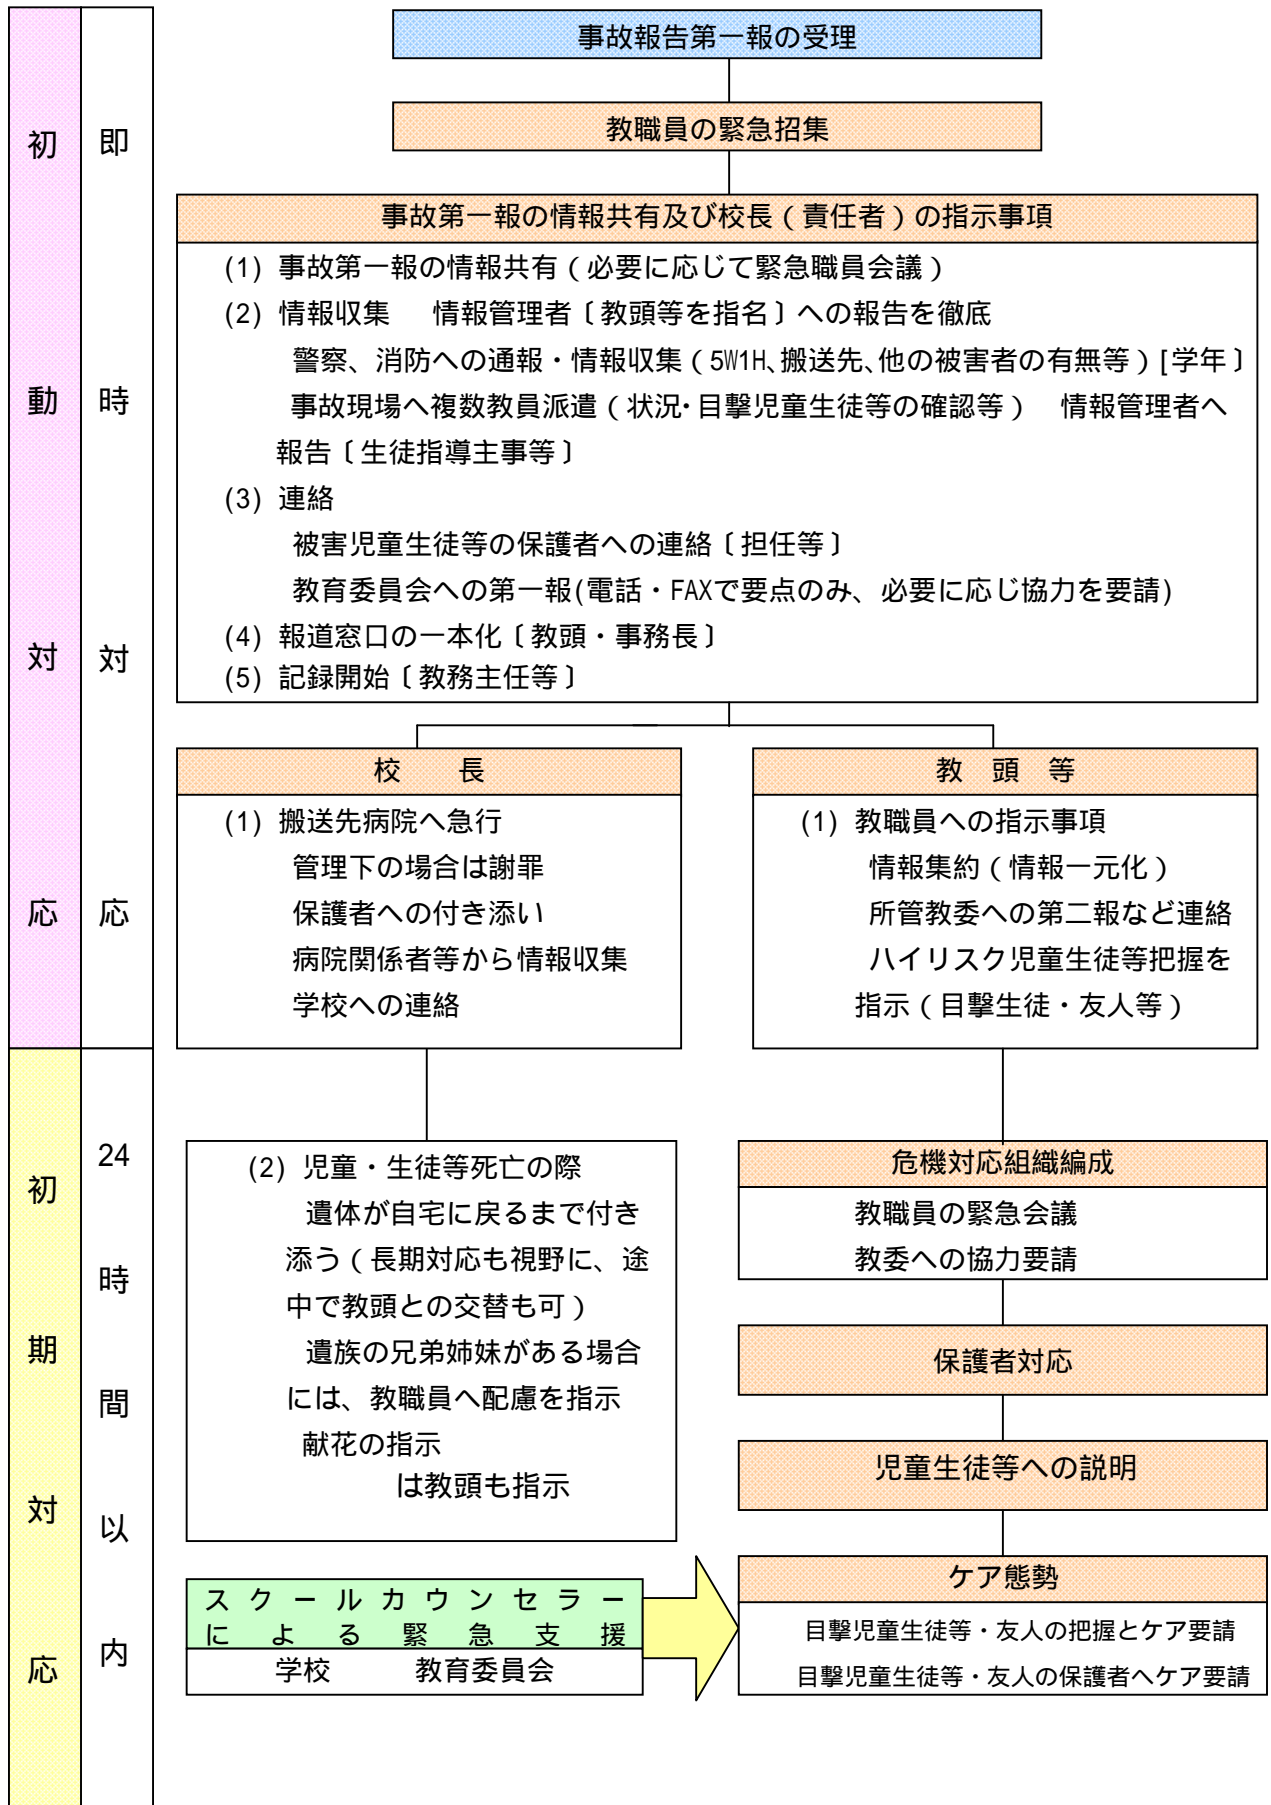 事故報告第一報の受理
教職員の緊急招集
初動対応
即時対応
事故第一報の情報共有及び校長（責任者）の指示事項
(1) 事故第一報の情報共有（必要に応じて緊急職員会議）
(2) 情報収集　情報管理者〔教頭等を指名〕への報告を徹底
警察、消防への通報・情報収集（5W1H、搬送先、他の被害者の有無等）[学年〕
事故現場へ複数教員派遣（状況・目撃児童生徒等の確認等）　情報管理者へ
報告〔生徒指導主事等〕
(3) 連絡
被害児童生徒等の保護者への連絡〔担任等〕
教育委員会への第一報(電話・FAXで要点のみ、必要に応じ協力を要請)
(4) 報道窓口の一本化〔教頭・事務長〕
(5) 記録開始〔教務主任等〕
校　長
(1) 搬送先病院へ急行
管理下の場合は謝罪
保護者への付き添い
病院関係者等から情報収集
学校への連絡
教　頭　等
(1) 教職員への指示事項
情報集約（情報一元化）
所管教委への第二報など連絡
ハイリスク児童生徒等把握を
指示（目撃生徒・友人等）
初期対応
24時間以内
(2) 児童・生徒等死亡の際
遺体が自宅に戻るまで付き
添う（長期対応も視野に、途
中で教頭との交替も可）
遺族の兄弟姉妹がある場合
には、教職員へ配慮を指示
献花の指示
は教頭も指示
危機対応組織編成
教職員の緊急会議
教委への協力要請
保護者対応
児童生徒等への説明
スクールカウンセラー
による緊急支援
学校　教育委員会
ケア態勢
目撃児童生徒等・友人の把握とケア要請
目撃児童生徒等・友人の保護者へケア要請